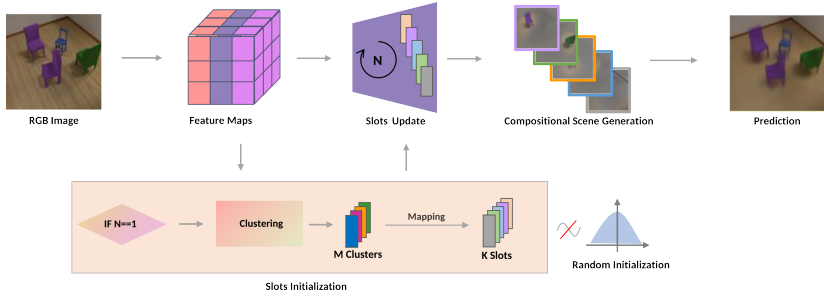 N
RGB Image
Feature Maps
Slots Update
Compositional Scene Generation
Prediction
IF N==1
Clustering
Mapping
M Clusters
K Slots
Random Initialization
Slots Initialization